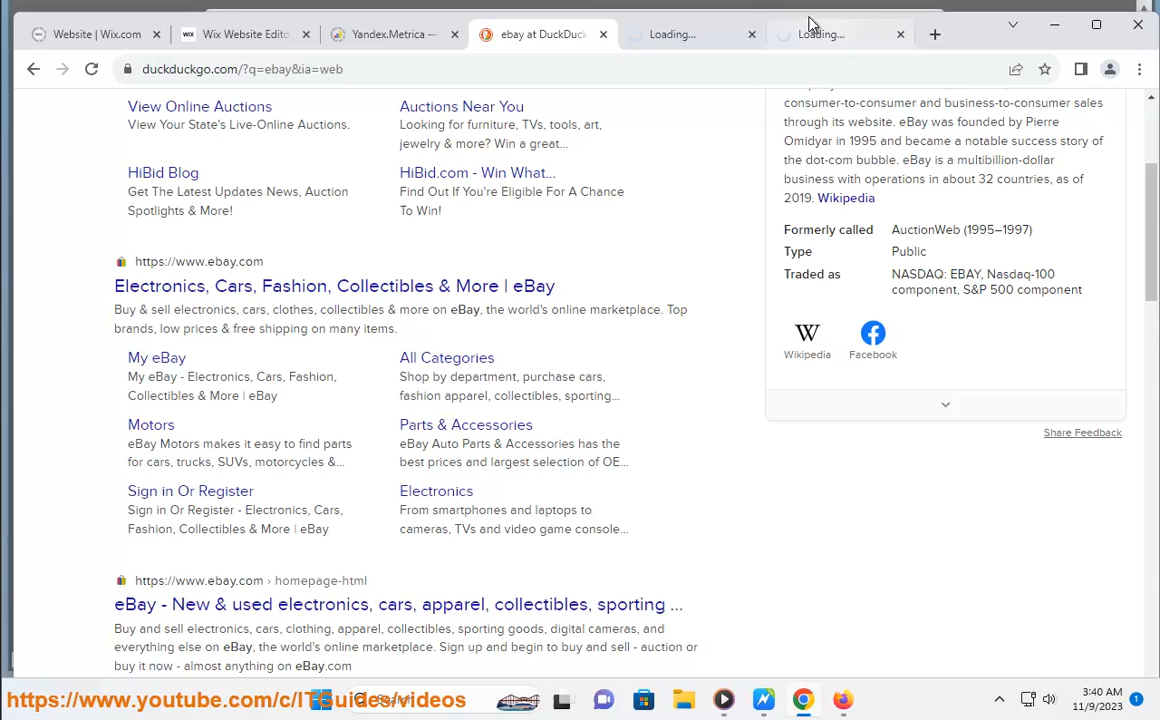 Website | Wix.com
Wix Website Edito
Yandex.Metrica —
ebay at DuckDuc
Loading...
Loading...
duckduckgo.com/?q=ebay&ia=web
View Online Auctions
View Your State's Live-Online Auctions.
Auctions Near You
Looking for furniture, TVs, tools, art,
jewelry & more? Win a great...
HiBid Blog
Get The Latest Updates News, Auction
Spotlights & More!
HiBid.com - Win What...
Find Out If You're Eligible For A Chance
To Win!
https://www.ebay.com
Electronics, Cars, Fashion, Collectibles & More | eBay
Buy & sell electronics, cars, clothes, collectibles & more on eBay, the world's online marketplace. Top
brands, low prices & free shipping on many items.
My eBay
My eBay - Electronics, Cars, Fashion,
Collectibles & More | eBay
All Categories
Shop by department, purchase cars,
fashion apparel, collectibles, sporting...
Motors
eBay Motors makes it easy to find parts
for cars, trucks, SUVs, motorcycles &...
Parts & Accessories
eBay Auto Parts & Accessories has the
best prices and largest selection of OE...
Sign in Or Register
Sign in Or Register - Electronics, Cars,
Fashion, Collectibles & More | eBay
Electronics
From smartphones and laptops to
cameras, TVs and video game console...
https://www.ebay.com › homepage-html
eBay - New & used electronics, cars, apparel, collectibles, sporting ...
Buy and sell electronics, cars, clothing, apparel, collectibles, sporting goods, digital cameras, and
everything else on eBay, the world's online marketplace. Sign up and begin to buy and sell - auction or
buy it now - almost anything on eBay.com
consumer-to-consumer and business-to-consumer sales
through its website. eBay was founded by Pierre
Omidyar in 1995 and became a notable success story of
the dot-com bubble. eBay is a multibillion-dollar
business with operations in about 32 countries, as of
2019. Wikipedia
Formerly called AuctionWeb (1995–1997)
Type Public
Traded as NASDAQ: EBAY, Nasdaq-100
component, S&P 500 component
Wikipedia
Facebook
Share Feedback
https://www.youtube.com/c/ITGuides/videos
Search
3:40 AM
11/9/2023
1